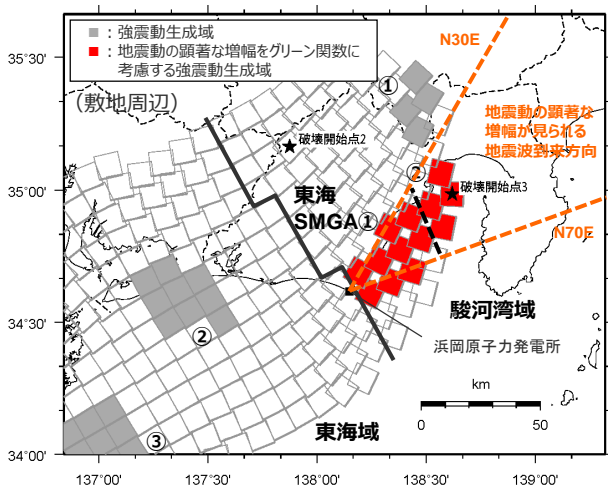 ■：強震動生成域
■：地震動の顕著な増幅をグリーン関数に
考慮する強震動生成域
（敷地周辺）
N30E
地震動の顕著な
増幅が見られる
地震波到来方向
N70E
①
破壊開始点2
②
破壊開始点3
東海
SMGA①
駿河湾域
浜岡原子力発電所
②
③
東海域
km
0
50
35°30'
35°00'
34°30'
34°00'
137°00'
137°30'
138°00'
138°30'
139°00'